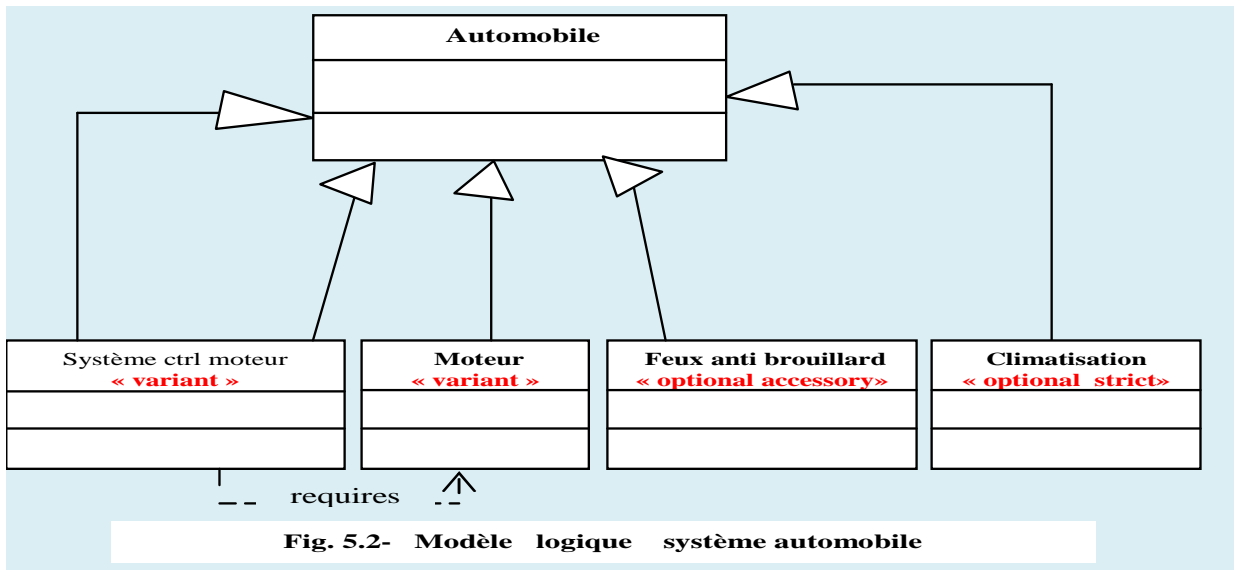 Automobile
Système ctrl moteur
« variant »
Moteur
« variant »
Feux anti brouillard
« optional accessory»
Climatisation
« optional strict»
requires
Fig. 5.2- Modèle logique système automobile